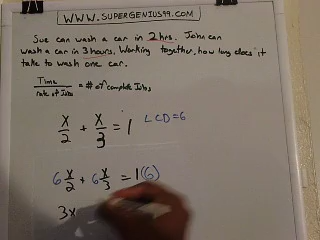 WWW.SUPERGENIUS99.COM
Sue can wash a car in 2 hrs. John can
wash a car in 3 hours. Working together, how long does it
take to wash one car.
Time / rate of Jobs = # of complete Jobs
x/2 + x/3 = 1 LCD=6
6 x/2 + 6 x/3 = 1(6)
3x